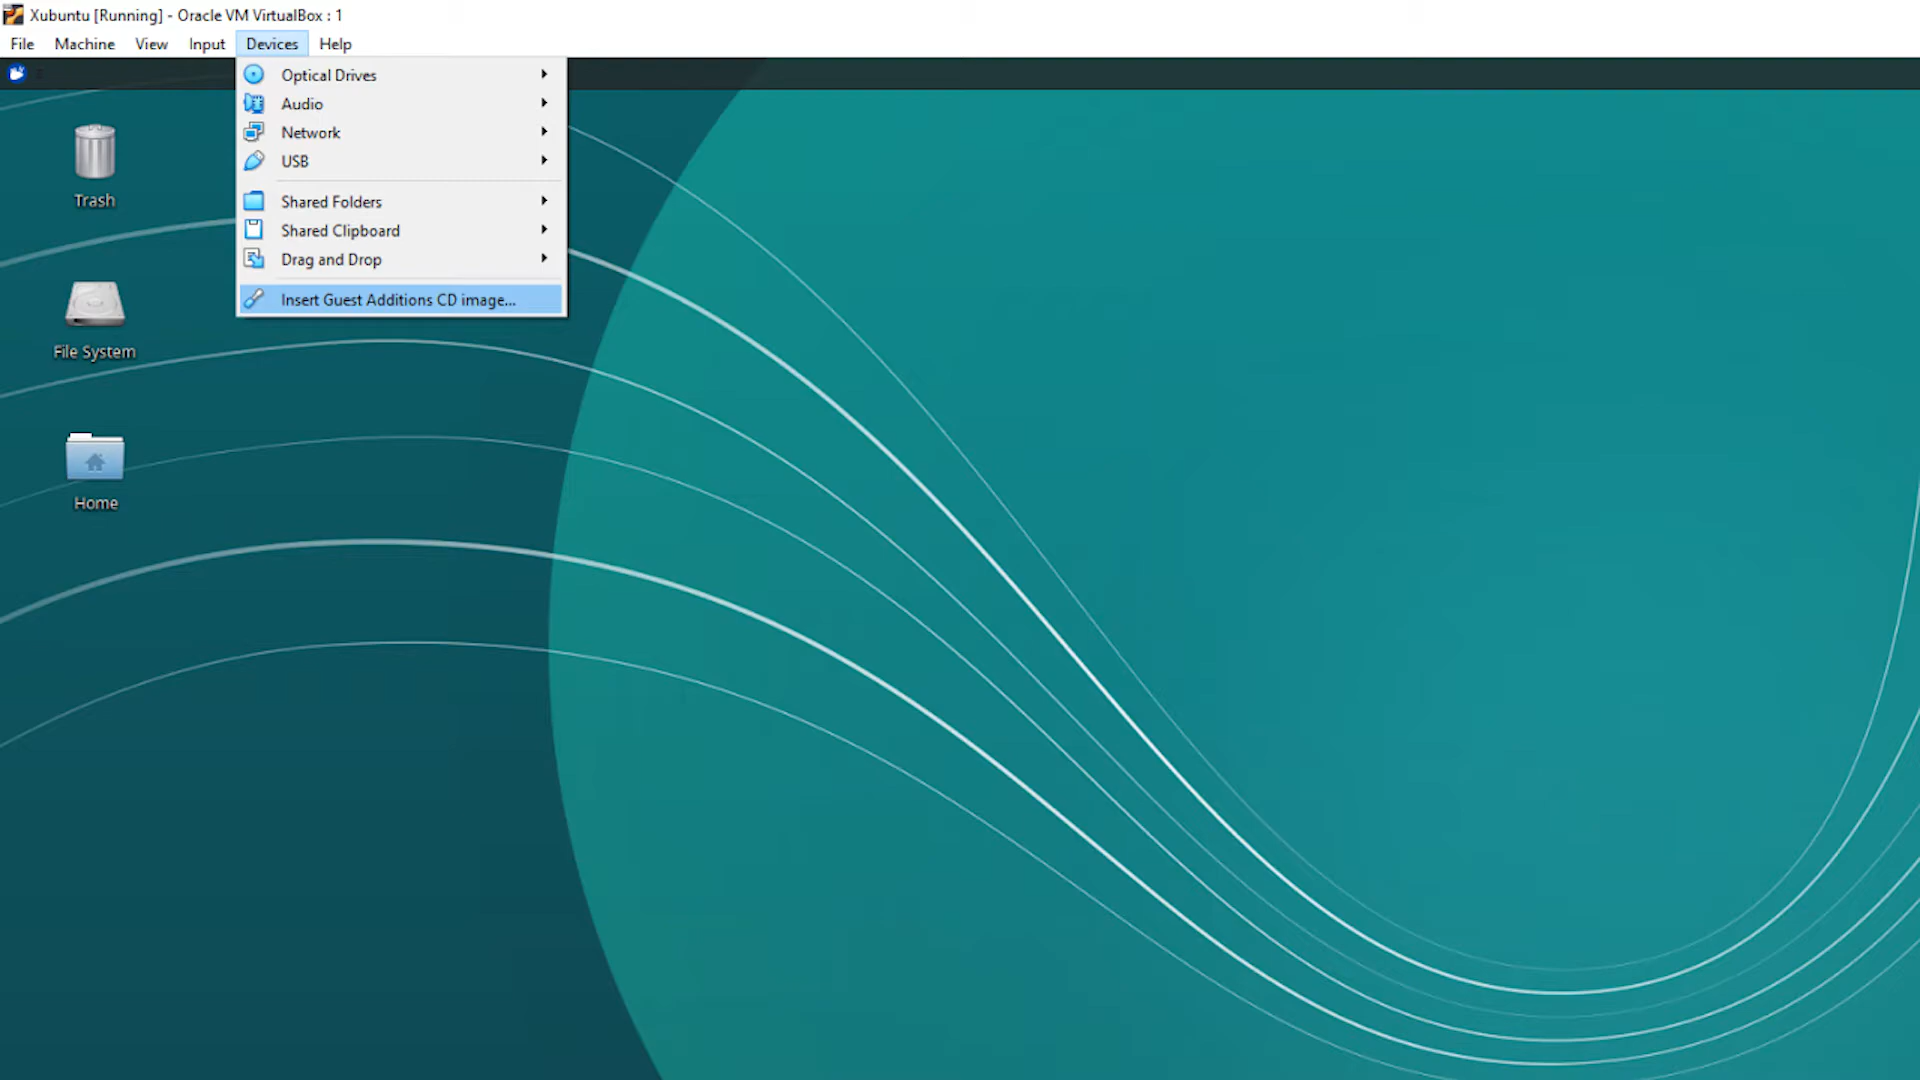 Xubuntu [Running] - Oracle VM VirtualBox : 1
File Machine View Input Devices Help
Optical Drives
Audio
Network
USB
Shared Folders
Shared Clipboard
Drag and Drop
Insert Guest Additions CD image...
Trash
File System
Home